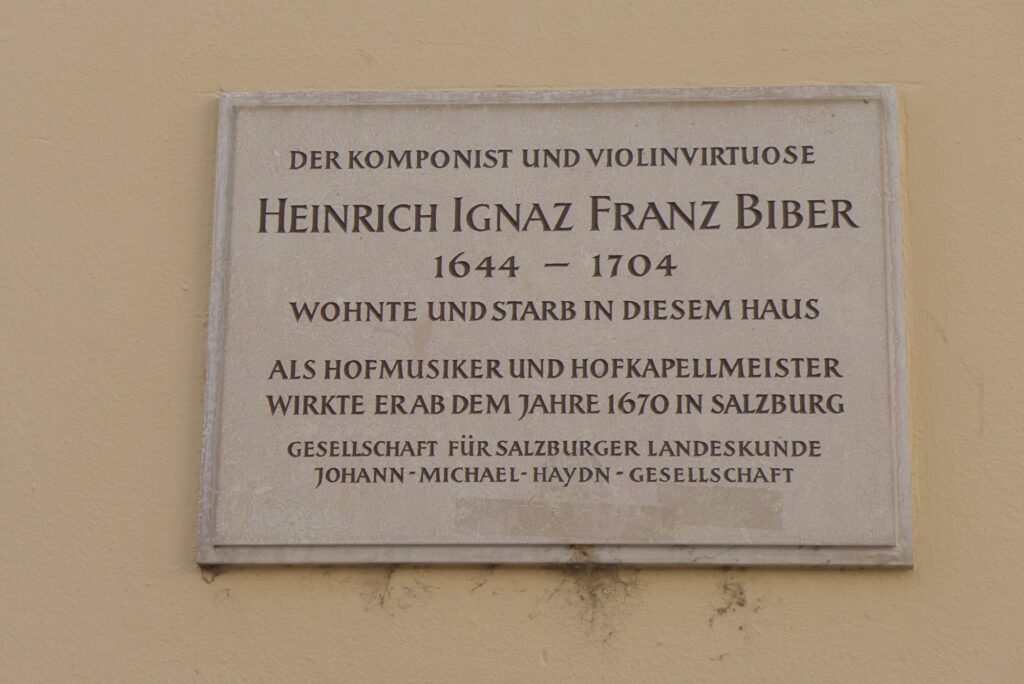 DER KOMPONIST UND VIOLINVIRTUOSE
HEINRICH IGNAZ FRANZ BIBER
1644 – 1704
WOHNTE UND STARB IN DIESEM HAUS
ALS HOFMUSIKER UND HOFKAPELLMEISTER
WIRKTE ER AB DEM JAHRE 1670 IN SALZBURG
GESELLSCHAFT FÜR SALZBURGER LANDESKUNDE
JOHANN-MICHAEL-HAYDN-GESELLSCHAFT